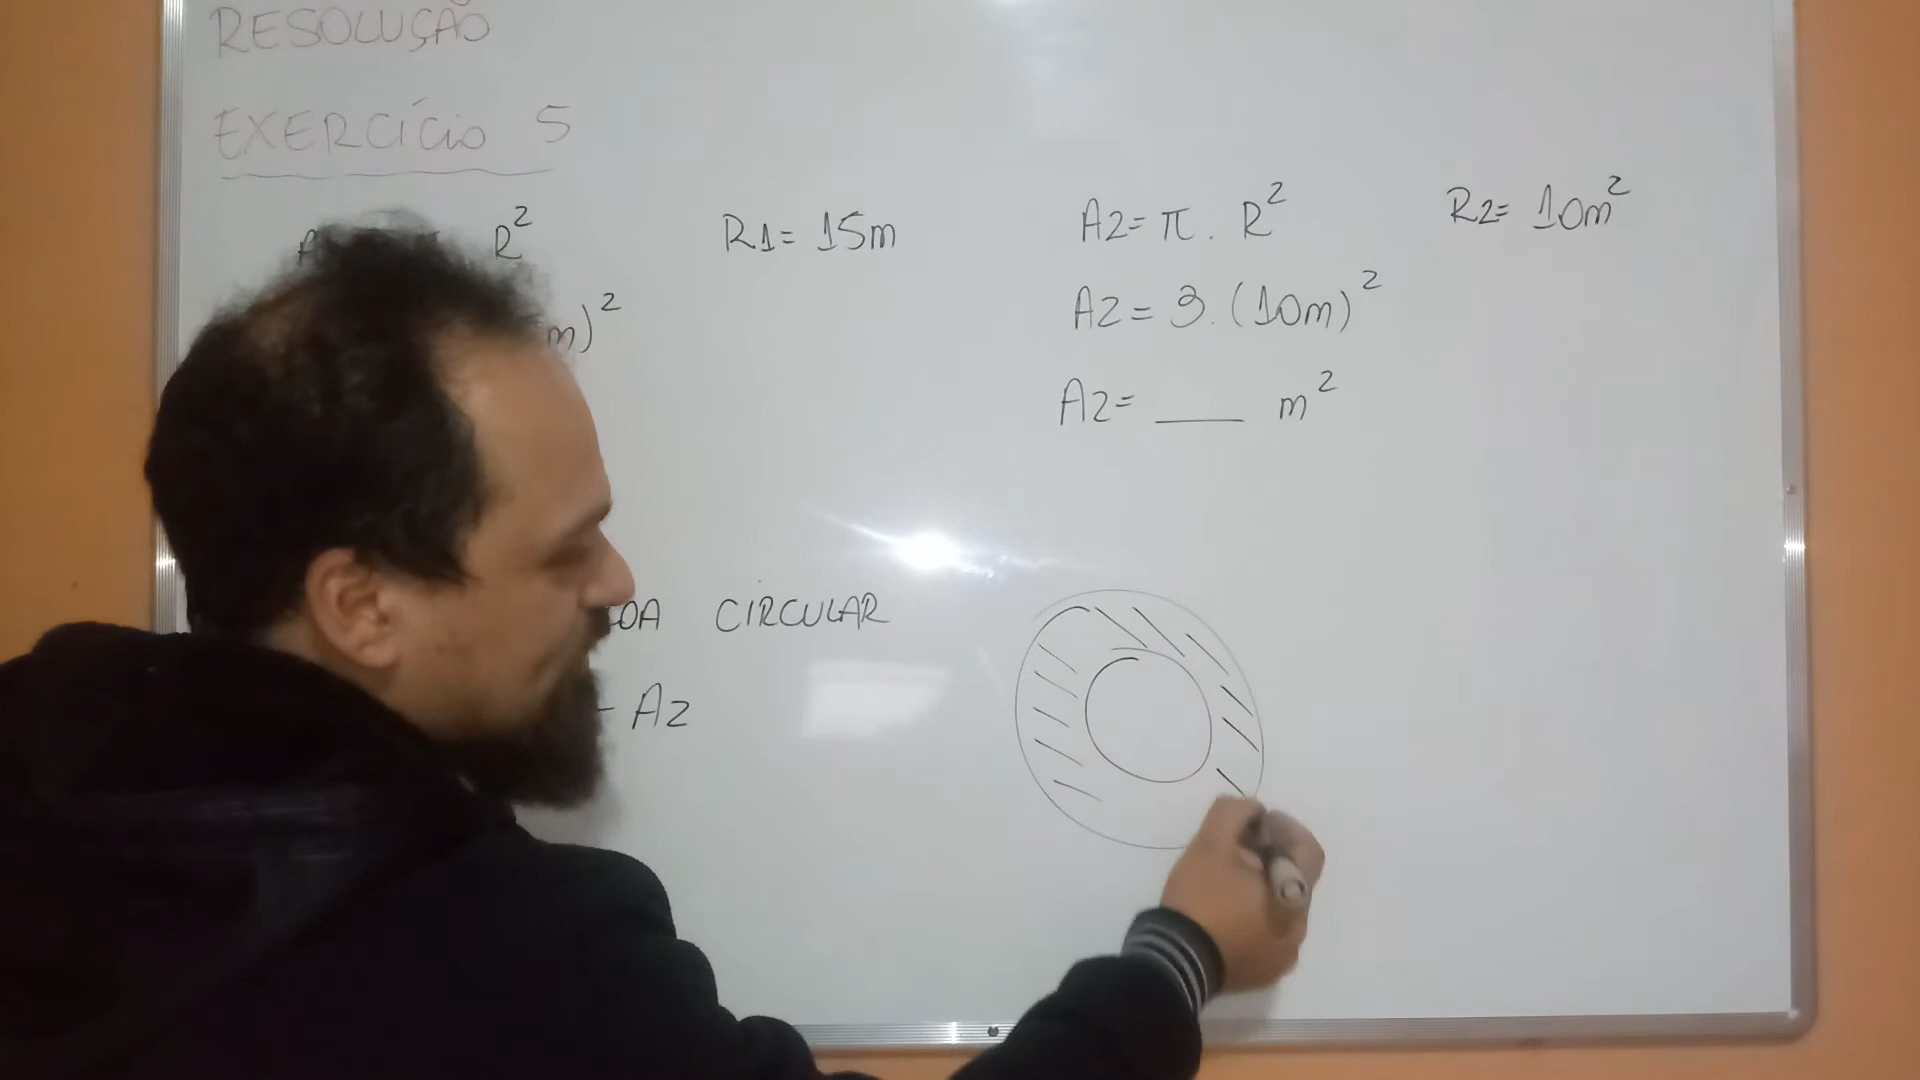 RESOLUÇÃO
EXERCÍCIO 5
R²
R1= 15m
m)²
A2= π . R²
R2= 10m²
A2= 3. (10m)²
A2= ___ m²
CIRCULAR
- A2